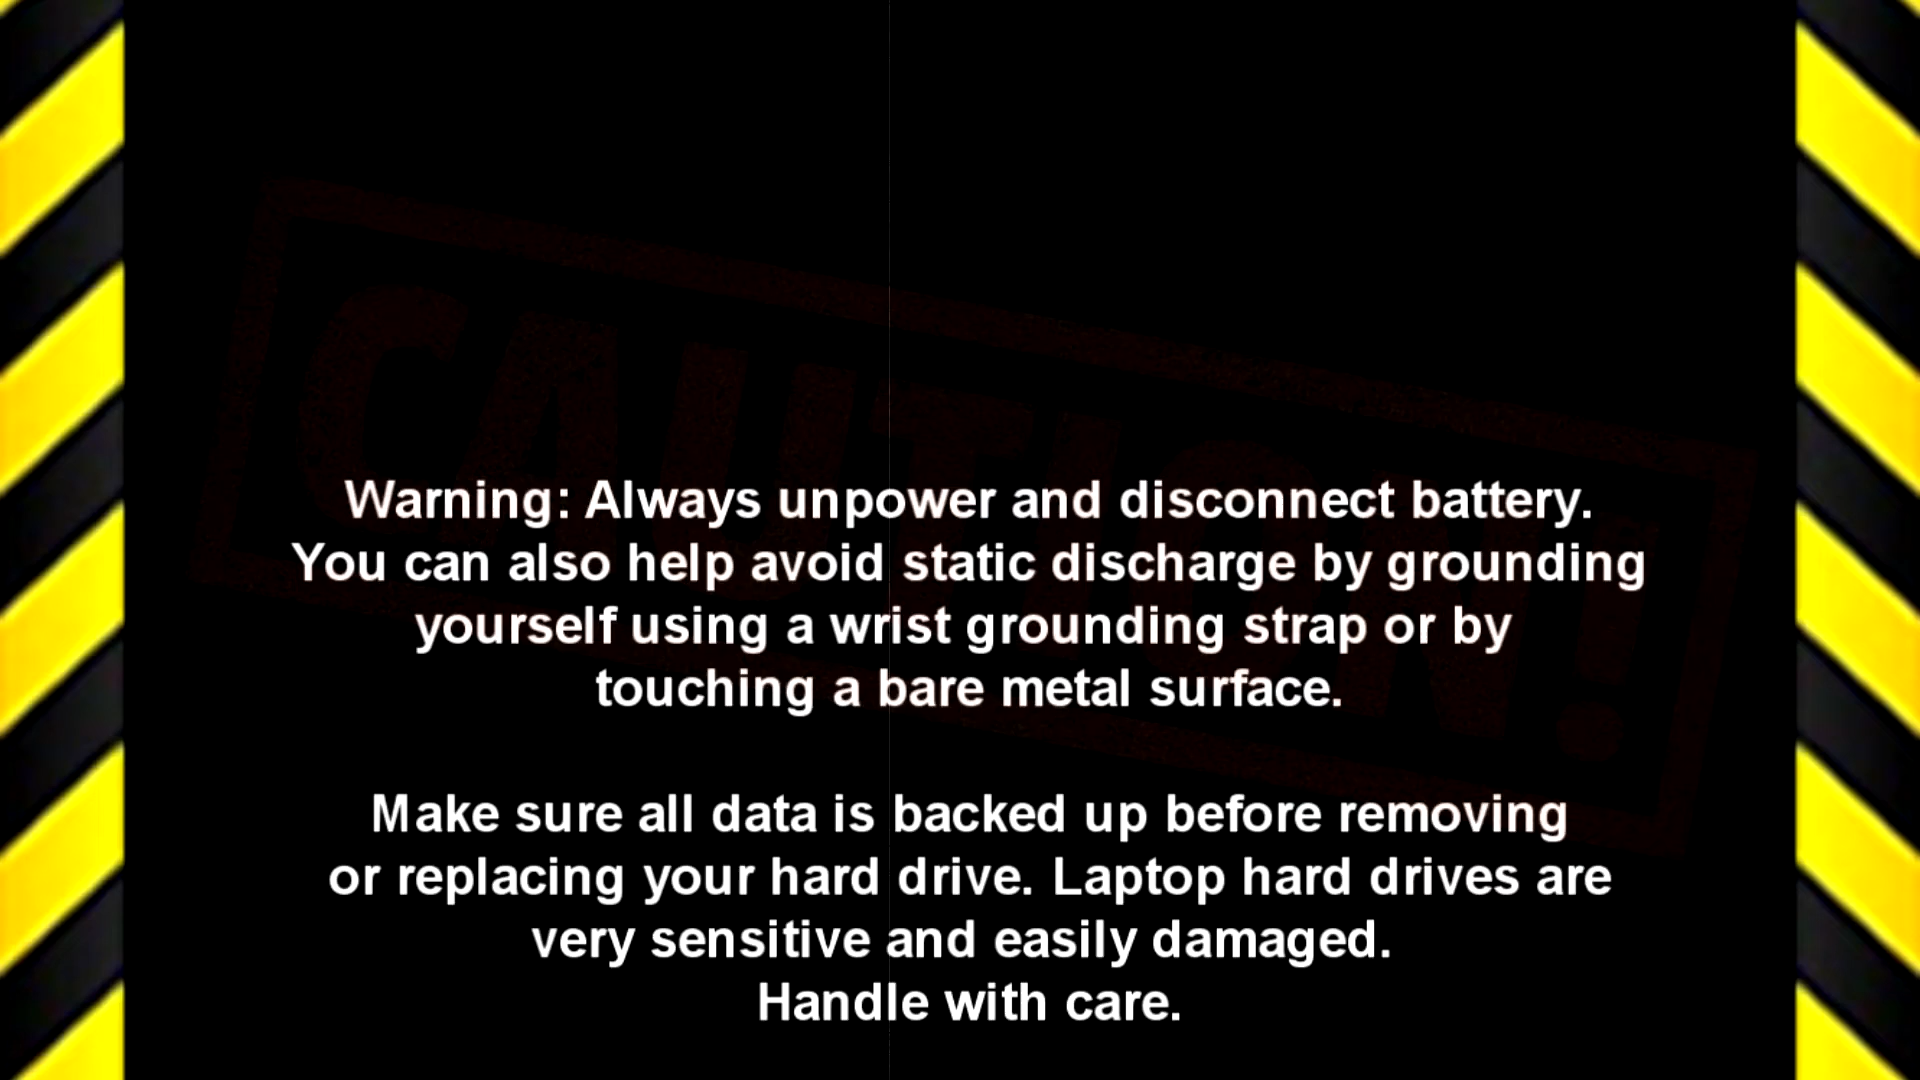 CAUTION!
Warning: Always unpower and disconnect battery.
You can also help avoid static discharge by grounding
yourself using a wrist grounding strap or by
touching a bare metal surface.
Make sure all data is backed up before removing
or replacing your hard drive. Laptop hard drives are
very sensitive and easily damaged.
Handle with care.